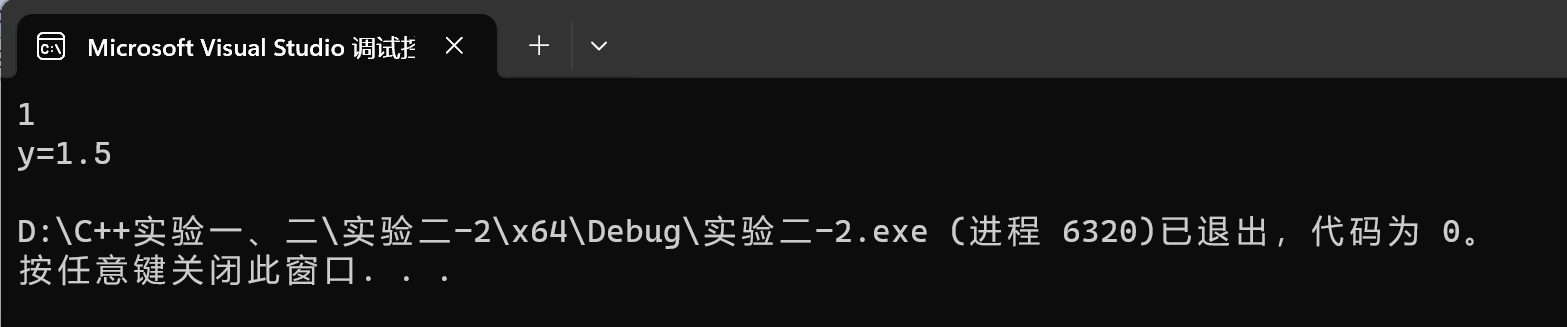 Microsoft Visual Studio 调试控
1
y=1.5
D:\C++实验一、二\实验二-2\x64\Debug\实验二-2.exe (进程 6320)已退出，代码为 0。
按任意键关闭此窗口. . .